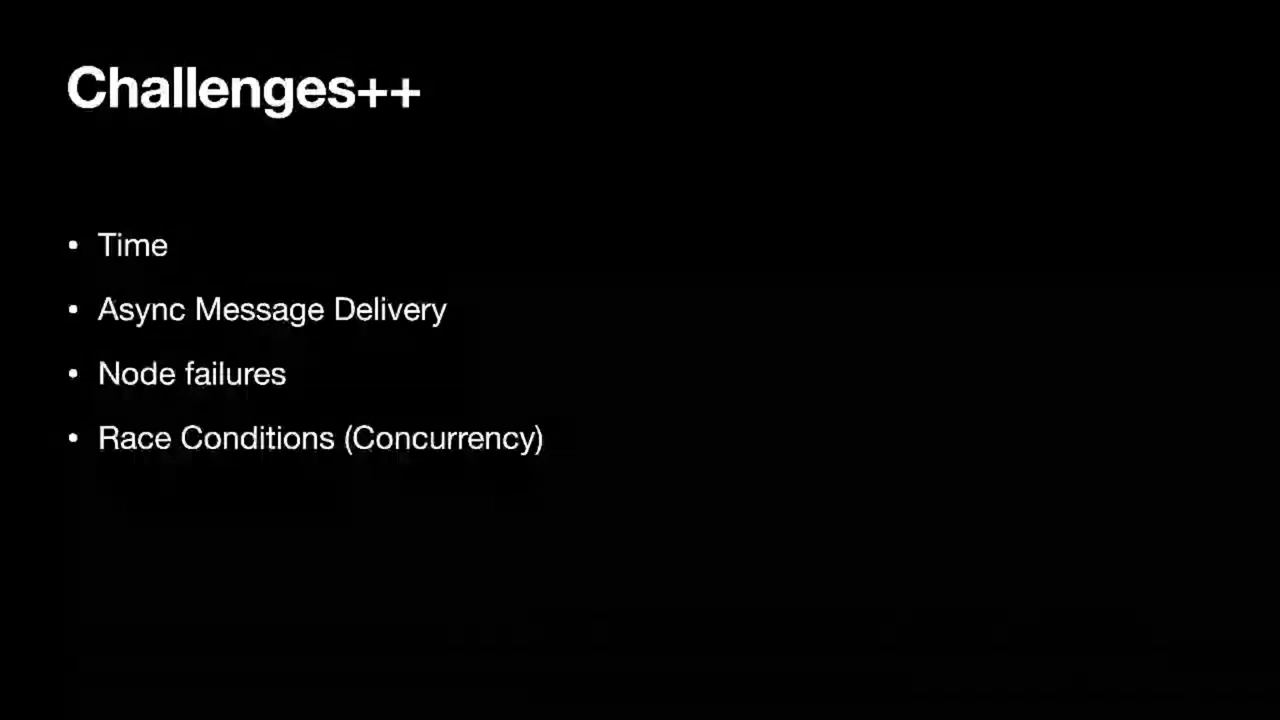 Challenges++
• Time
• Async Message Delivery
• Node failures
• Race Conditions (Concurrency)